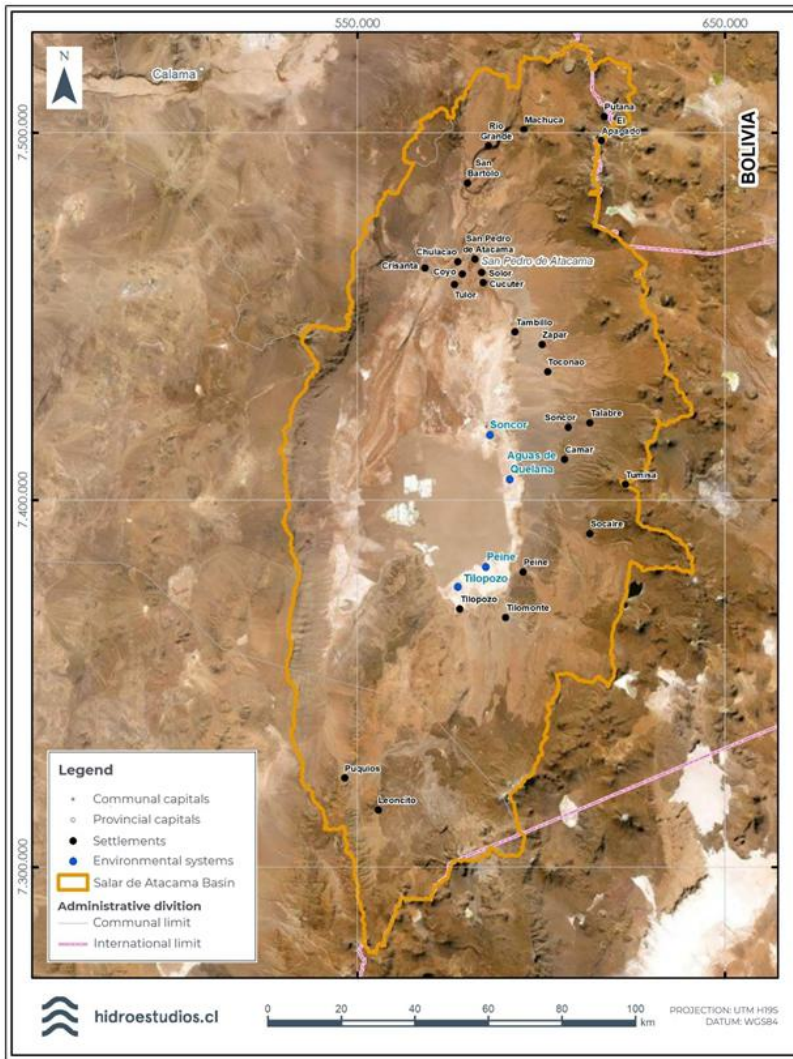 550.000
650.000
N
Calama
7.500.000
BOLIVIA
Putana
El
Apagado
Machuca
Rio
Grande
San
Bartolo
San Pedro
de Atacama
San Pedro de Atacama
Chulacao
Crisanta
Coyo
Solor
Cucuter
Tulor
Tambillo
Zapar
Toconao
Soncor
Talabre
Soncor
Camar
Aguas de
Quelana
Tumisa
7.400.000
Socaire
Peine
Peine
Tilopozo
Tilopozo
Tilomonte
Puquios
Leoncito
7.300.000
Legend
Communal capitals
Provincial capitals
Settlements
Environmental systems
Salar de Atacama Basin
Administrative divition
Communal limit
International limit
550.000
650.000
hidroestudios.cl
0 20 40 60 80 100
km
PROJECTION: UTM H19S
DATUM: WGS84